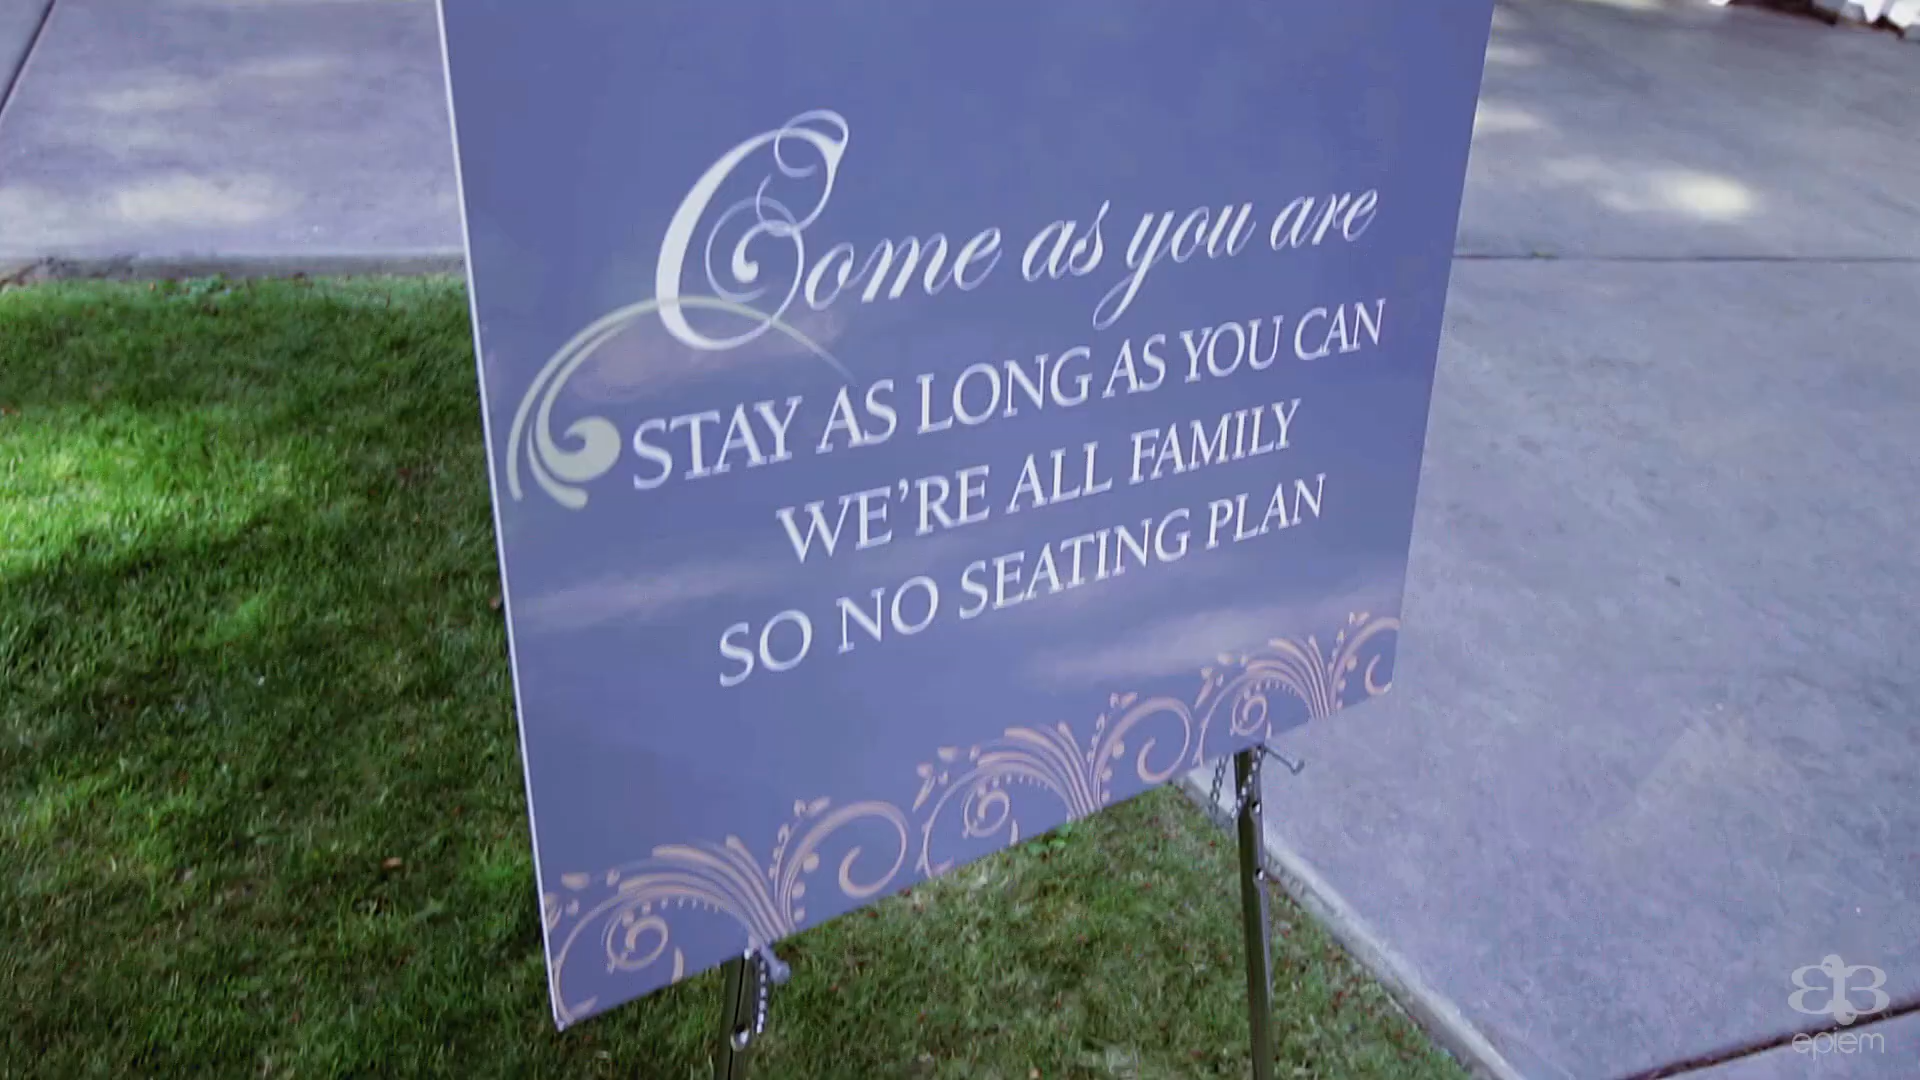 Come as you are
STAY AS LONG AS YOU CAN
WE'RE ALL FAMILY
SO NO SEATING PLAN
epiem